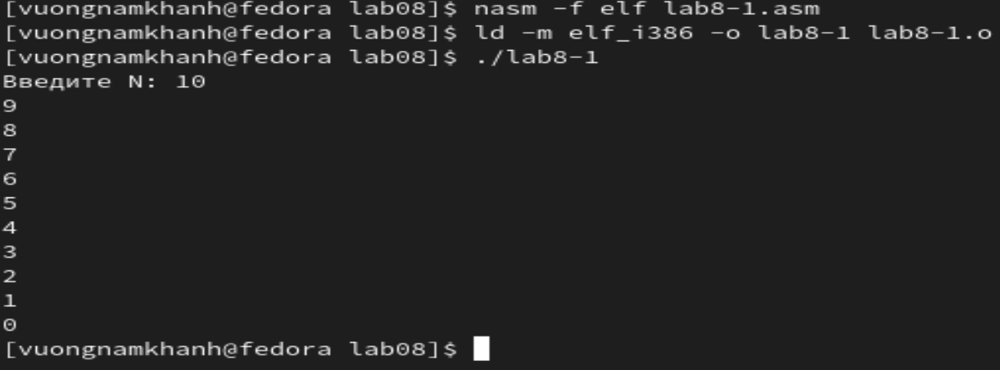 [vuongnamkhanh@fedora lab08]$ nasm -f elf lab8-1.asm
[vuongnamkhanh@fedora lab08]$ ld -m elf_i386 -o lab8-1 lab8-1.o
[vuongnamkhanh@fedora lab08]$ ./lab8-1
Введите N: 10
9
8
7
6
5
4
3
2
1
0
[vuongnamkhanh@fedora lab08]$